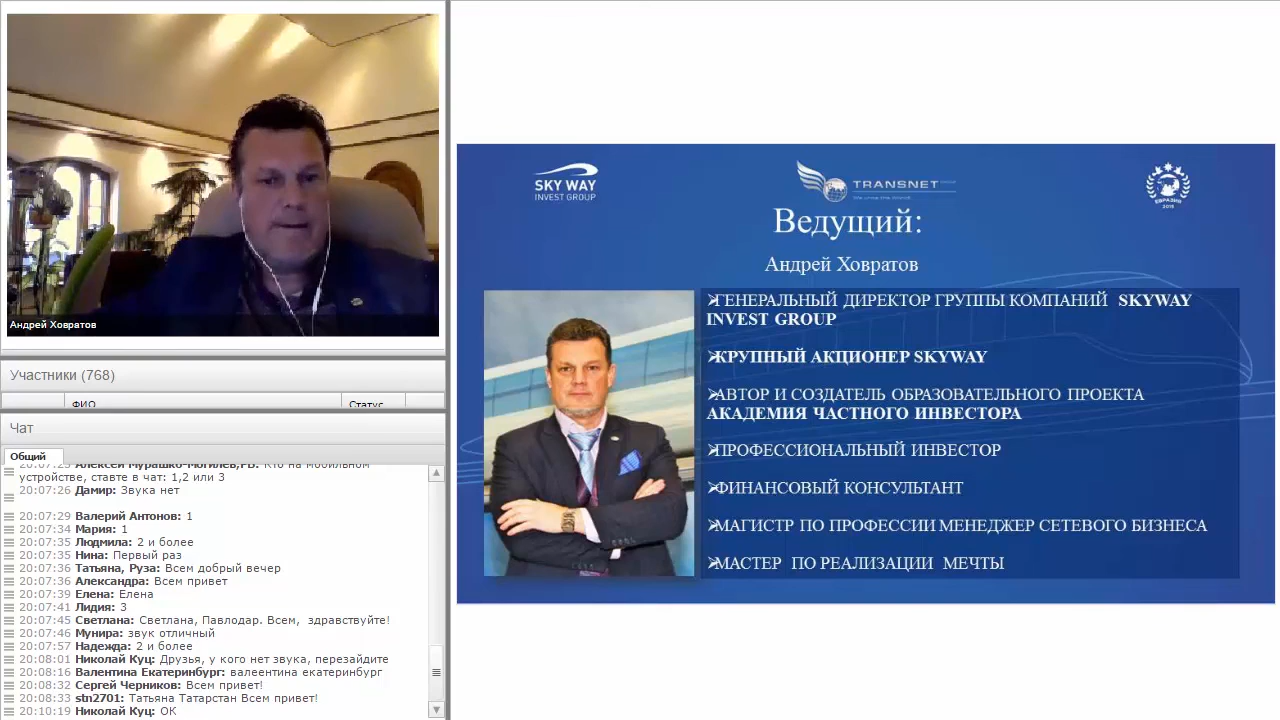 Андрей Ховратов
Участники (768)
ФИО
Статус
Чат
Общий
20:07:25 Алексей Мурашко-Могилев,РБ: Кто на мобильном
устройстве, ставте в чат: 1,2 или 3
20:07:26 Дамир: Звука нет
20:07:29 Валерий Антонов: 1
20:07:34 Мария: 1
20:07:35 Людмила: 2 и более
20:07:35 Нина: Первый раз
20:07:36 Татьяна, Руза: Всем добрый вечер
20:07:36 Александра: Всем привет
20:07:39 Елена: Елена
20:07:41 Лидия: 3
20:07:45 Светлана: Светлана, Павлодар. Всем, здравствуйте!
20:07:46 Мунира: звук отличный
20:07:57 Надежда: 2 и более
20:08:01 Николай Куц: Друзья, у кого нет звука, перезайдите
20:08:16 Валентина Екатеринбург: валеентина екатеринбург
20:08:32 Сергей Черников: Всем привет!
20:08:33 stn2701: Татьяна Татарстан Всем привет!
20:10:19 Николай Куц: ОК
SKY WAY
INVEST GROUP
TRANSNET
ЕВРАЗИЯ
Ведущий:
Андрей Ховратов
➢ГЕНЕРАЛЬНЫЙ ДИРЕКТОР ГРУППЫ КОМПАНИЙ SKYWAY
INVEST GROUP
➢КРУПНЫЙ АКЦИОНЕР SKYWAY
➢АВТОР И СОЗДАТЕЛЬ ОБРАЗОВАТЕЛЬНОГО ПРОЕКТА
АКАДЕМИЯ ЧАСТНОГО ИНВЕСТОРА
➢ПРОФЕССИОНАЛЬНЫЙ ИНВЕСТОР
➢ФИНАНСОВЫЙ КОНСУЛЬТАНТ
➢МАГИСТР ПО ПРОФЕССИИ МЕНЕДЖЕР СЕТЕВОГО БИЗНЕСА
➢МАСТЕР ПО РЕАЛИЗАЦИИ МЕЧТЫ